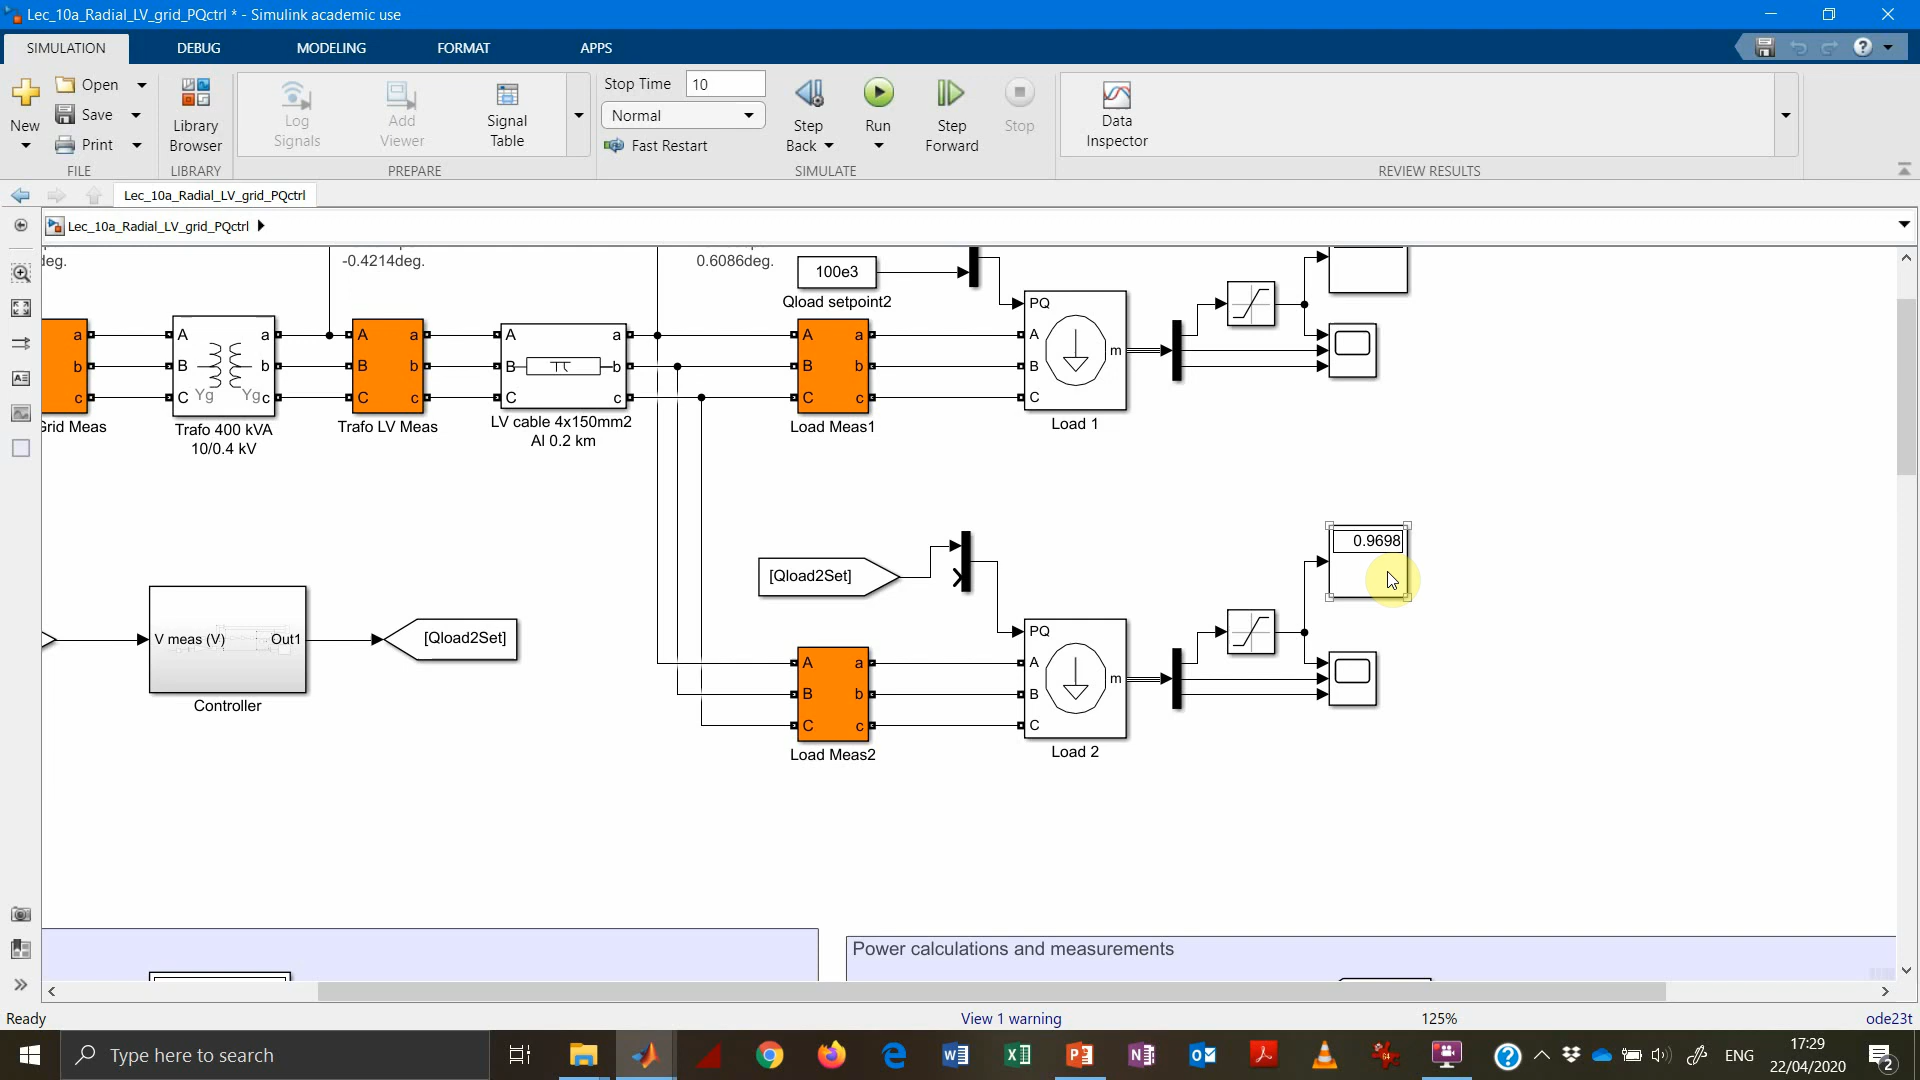 Lec_10a_Radial_LV_grid_PQctrl * - Simulink academic use
SIMULATION
DEBUG
MODELING
FORMAT
APPS
New
Open
Save
Print
FILE
Library
Browser
LIBRARY
Log
Signals
Add
Viewer
Signal
Table
PREPARE
Stop Time
10
Normal
Fast Restart
Step
Back
Run
Step
Forward
Stop
SIMULATE
Data
Inspector
REVIEW RESULTS
Lec_10a_Radial_LV_grid_PQctrl
Lec_10a_Radial_LV_grid_PQctrl
deg.
-0.4214deg.
0.6086deg.
100e3
Qload setpoint2
a
b
c
Grid Meas
A
B
C
Yg
Yg
a
b
c
Trafo 400 kVA
10/0.4 kV
A
B
C
a
b
c
Trafo LV Meas
A
B
C
a
b
c
LV cable 4x150mm2
Al 0.2 km
A
B
C
a
b
c
Load Meas1
PQ
A
B
C
m
Load 1
0.9698
[Qload2Set]
V meas (V)
Out1
Controller
[Qload2Set]
A
B
C
a
b
c
Load Meas2
PQ
A
B
C
m
Load 2
Power calculations and measurements
Ready
View 1 warning
125%
ode23t
Type here to search
ENG
17:29
22/04/2020
2